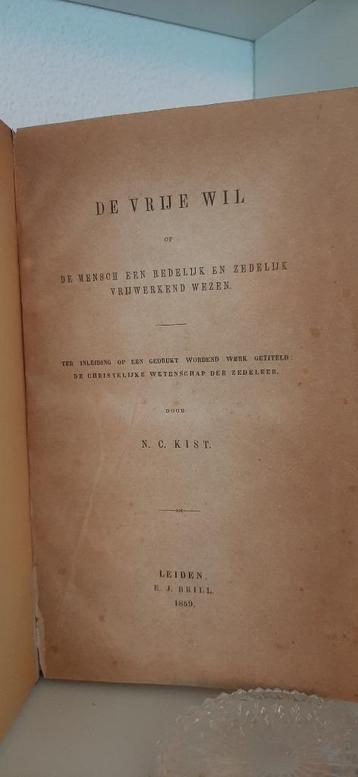 DE VRIJE WIL
OF
DE MENSCH EEN REDELIJK EN ZEDELIJK
VRIJWERKEND WEZEN.
TER INLEIDING OP EEN GEDRUKT WORDEND WERK GETITELD:
DE CHRISTELIJKE WETENSCHAP DER ZEDELEER,
DOOR
N. C. KIST.
LEIDEN,
E. J. BRILL.
1859.